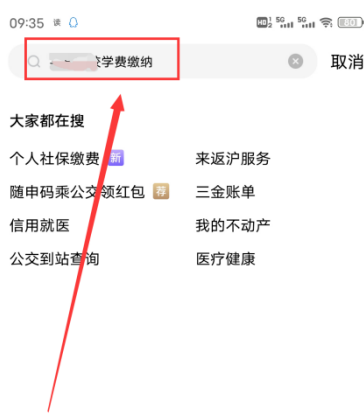 09:35
学费缴纳
取消
大家都在搜
个人社保缴费 新
来返沪服务
随申码乘公交领红包 荐
三金账单
信用就医
我的不动产
公交到站查询
医疗健康